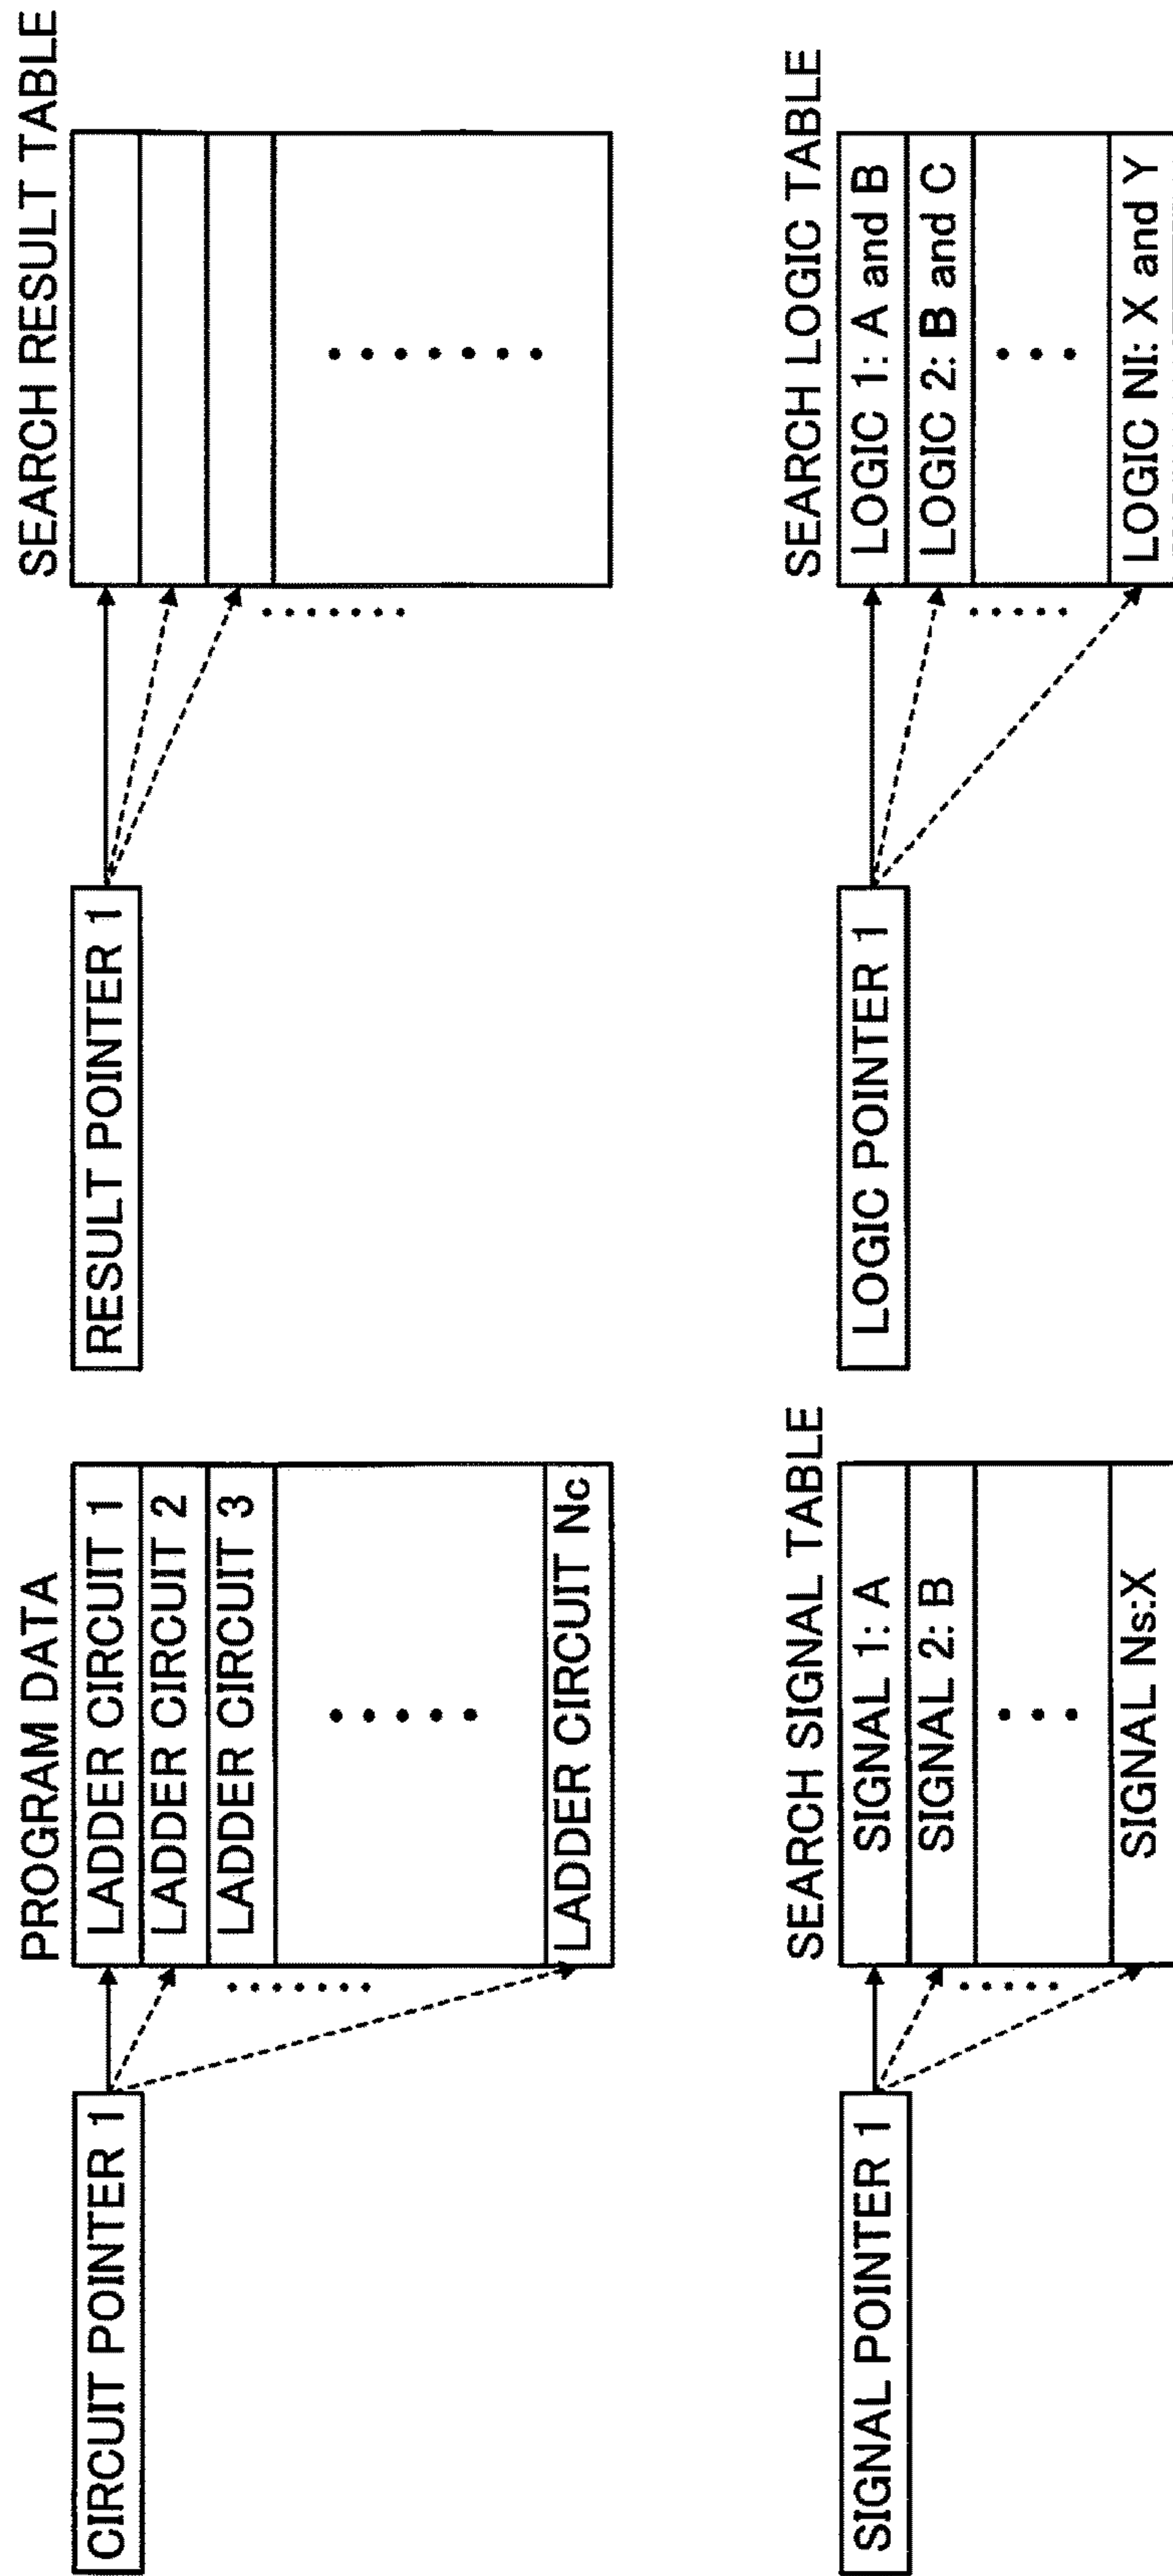 PROGRAM DATA
CIRCUIT POINTER 1
LADDER CIRCUIT 1
LADDER CIRCUIT 2
LADDER CIRCUIT 3
LADDER CIRCUIT Nc
SEARCH RESULT TABLE
RESULT POINTER 1
SEARCH SIGNAL TABLE
SIGNAL POINTER 1
SIGNAL 1: A
SIGNAL 2: B
SIGNAL Ns:X
SEARCH LOGIC TABLE
LOGIC POINTER 1
LOGIC 1: A and B
LOGIC 2: B and C
LOGIC NI: X and Y